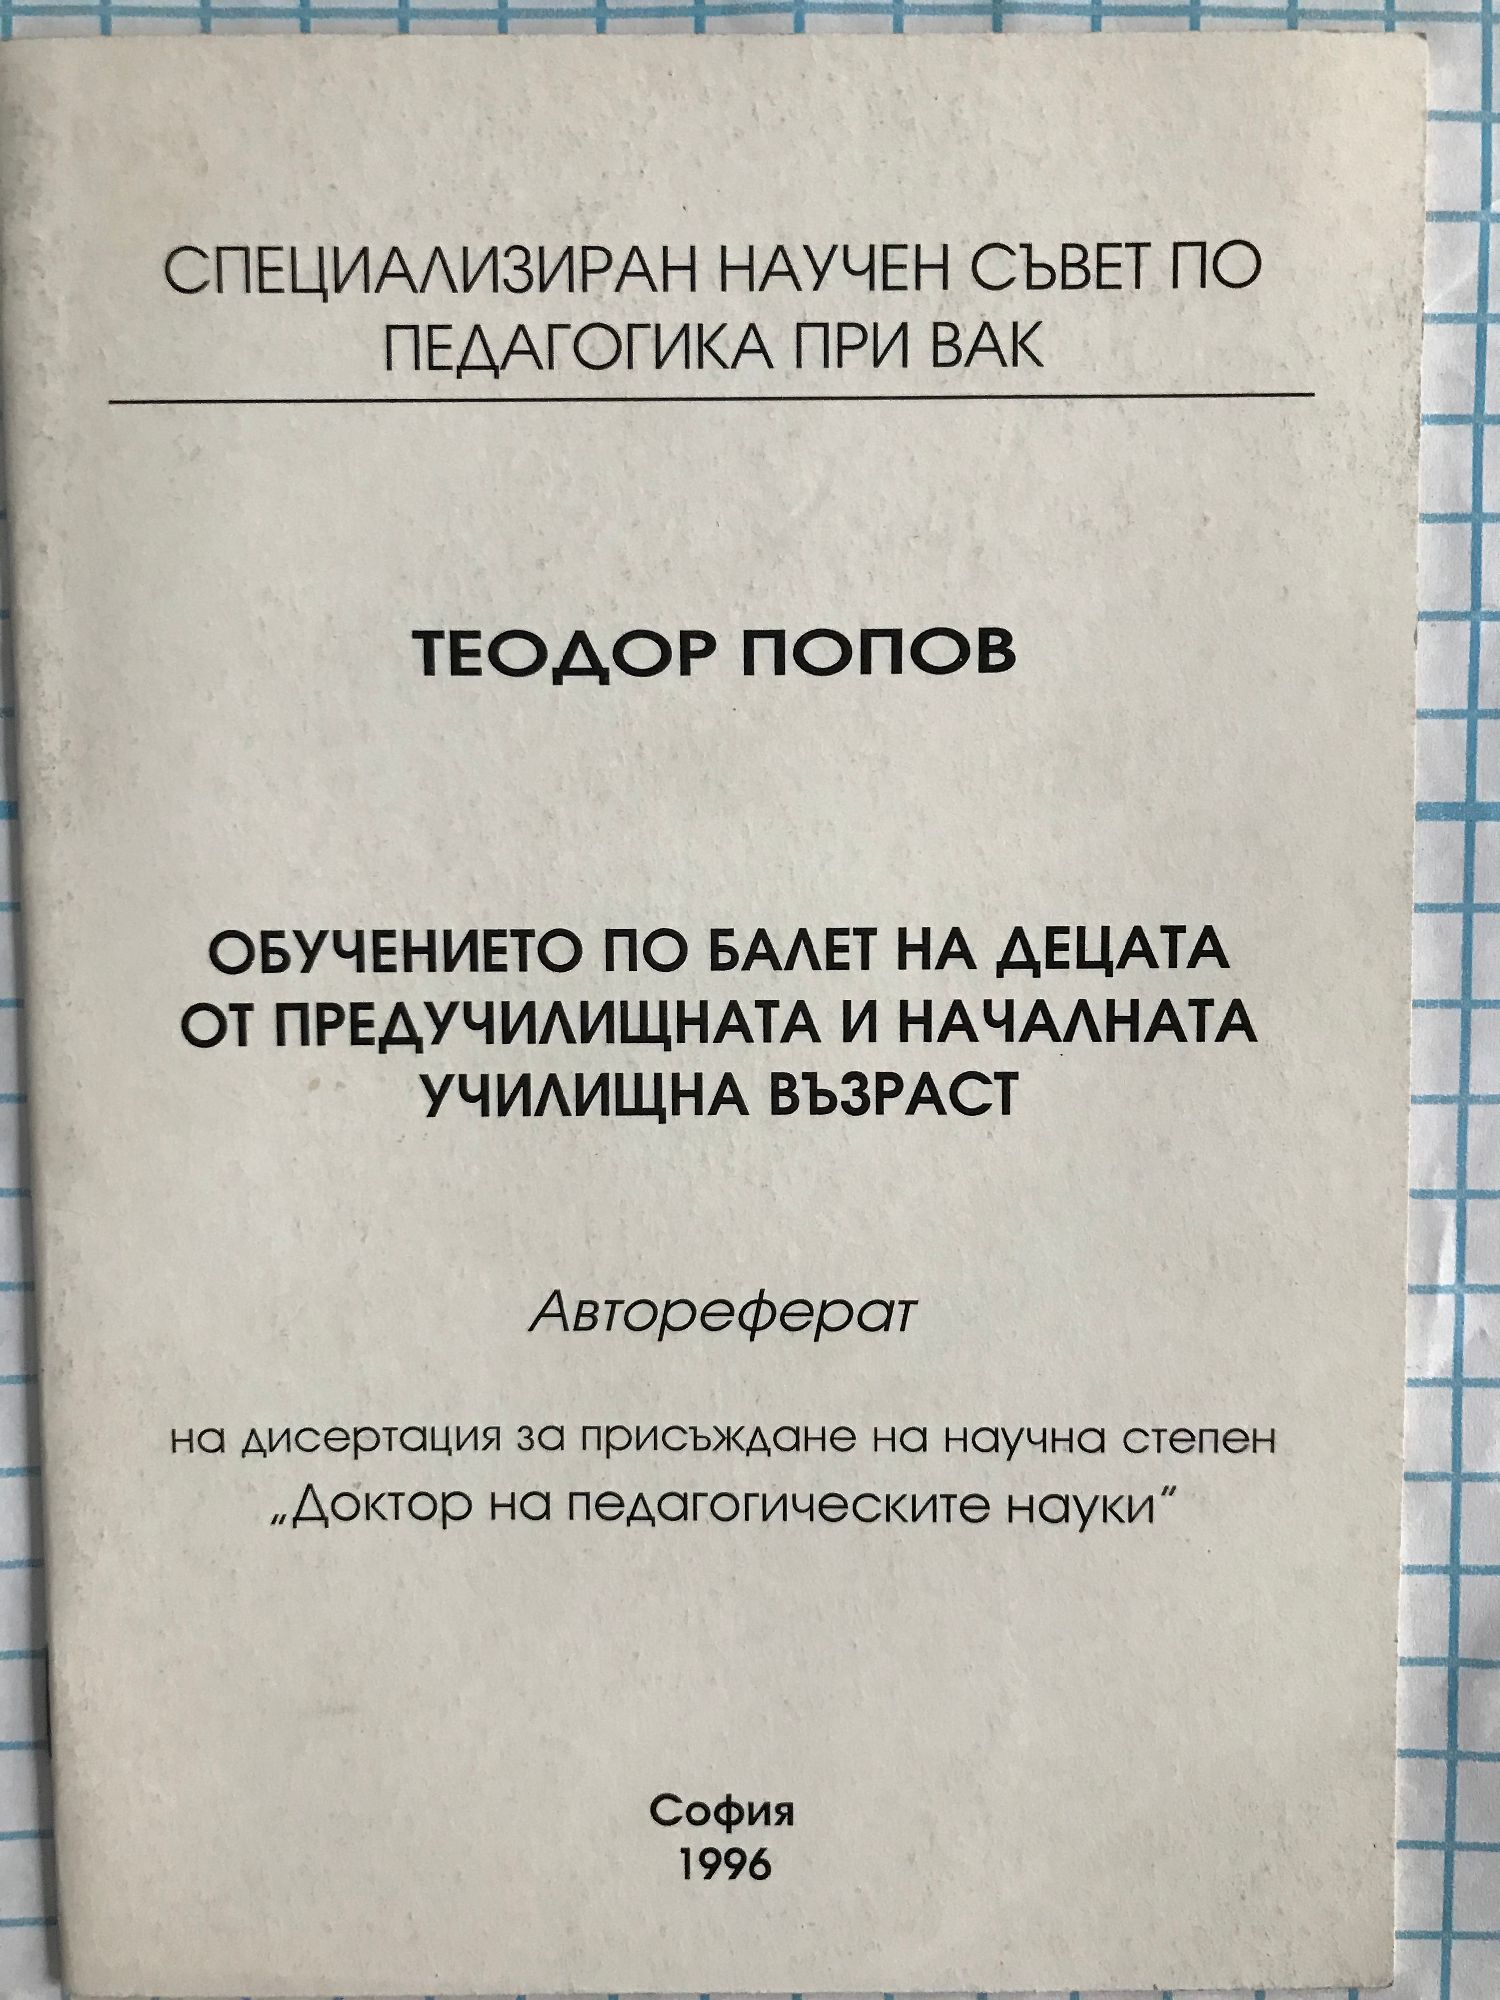 СПЕЦИАЛИЗИРАН НАУЧЕН СЪВЕТ ПО
ПЕДАГОГИКА ПРИ ВАК
ТЕОДОР ПОПОВ
ОБУЧЕНИЕТО ПО БАЛЕТ НА ДЕЦАТА
ОТ ПРЕДУЧИЛИЩНАТА И НАЧАЛНАТА
УЧИЛИЩНА ВЪЗРАСТ
Автореферат
на дисертация за присъждане на научна степен
„Доктор на педагогическите науки"
София
1996